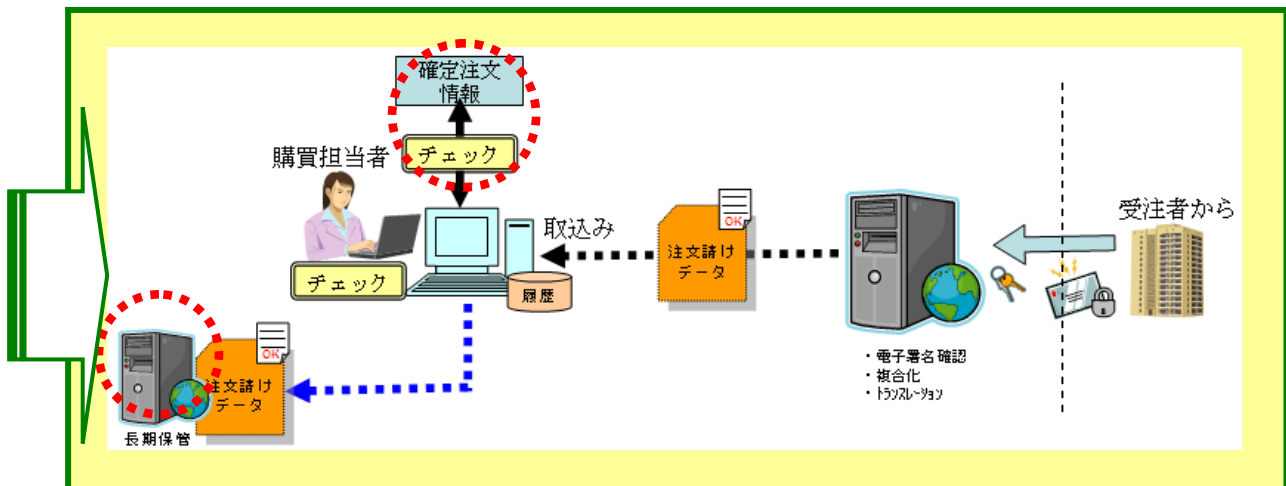 確定注文
情報
チェック
購買担当者
取込み
チェック
履歴
OK
注文請け
データ
受注者から
・電子署名確認
・複合化
・ﾄﾗﾝｽﾚｰｼｮﾝ
OK
注文請け
データ
長期保管